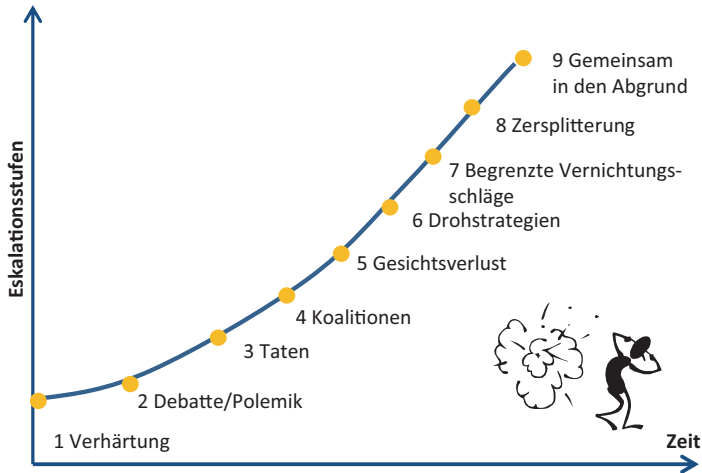 9 Gemeinsam
in den Abgrund
8 Zersplitterung
7 Begrenzte Vernichtungs-
schläge
6 Drohstrategien
5 Gesichtsverlust
4 Koalitionen
3 Taten
2 Debatte/Polemik
1 Verhärtung
Eskalationsstufen
Zeit